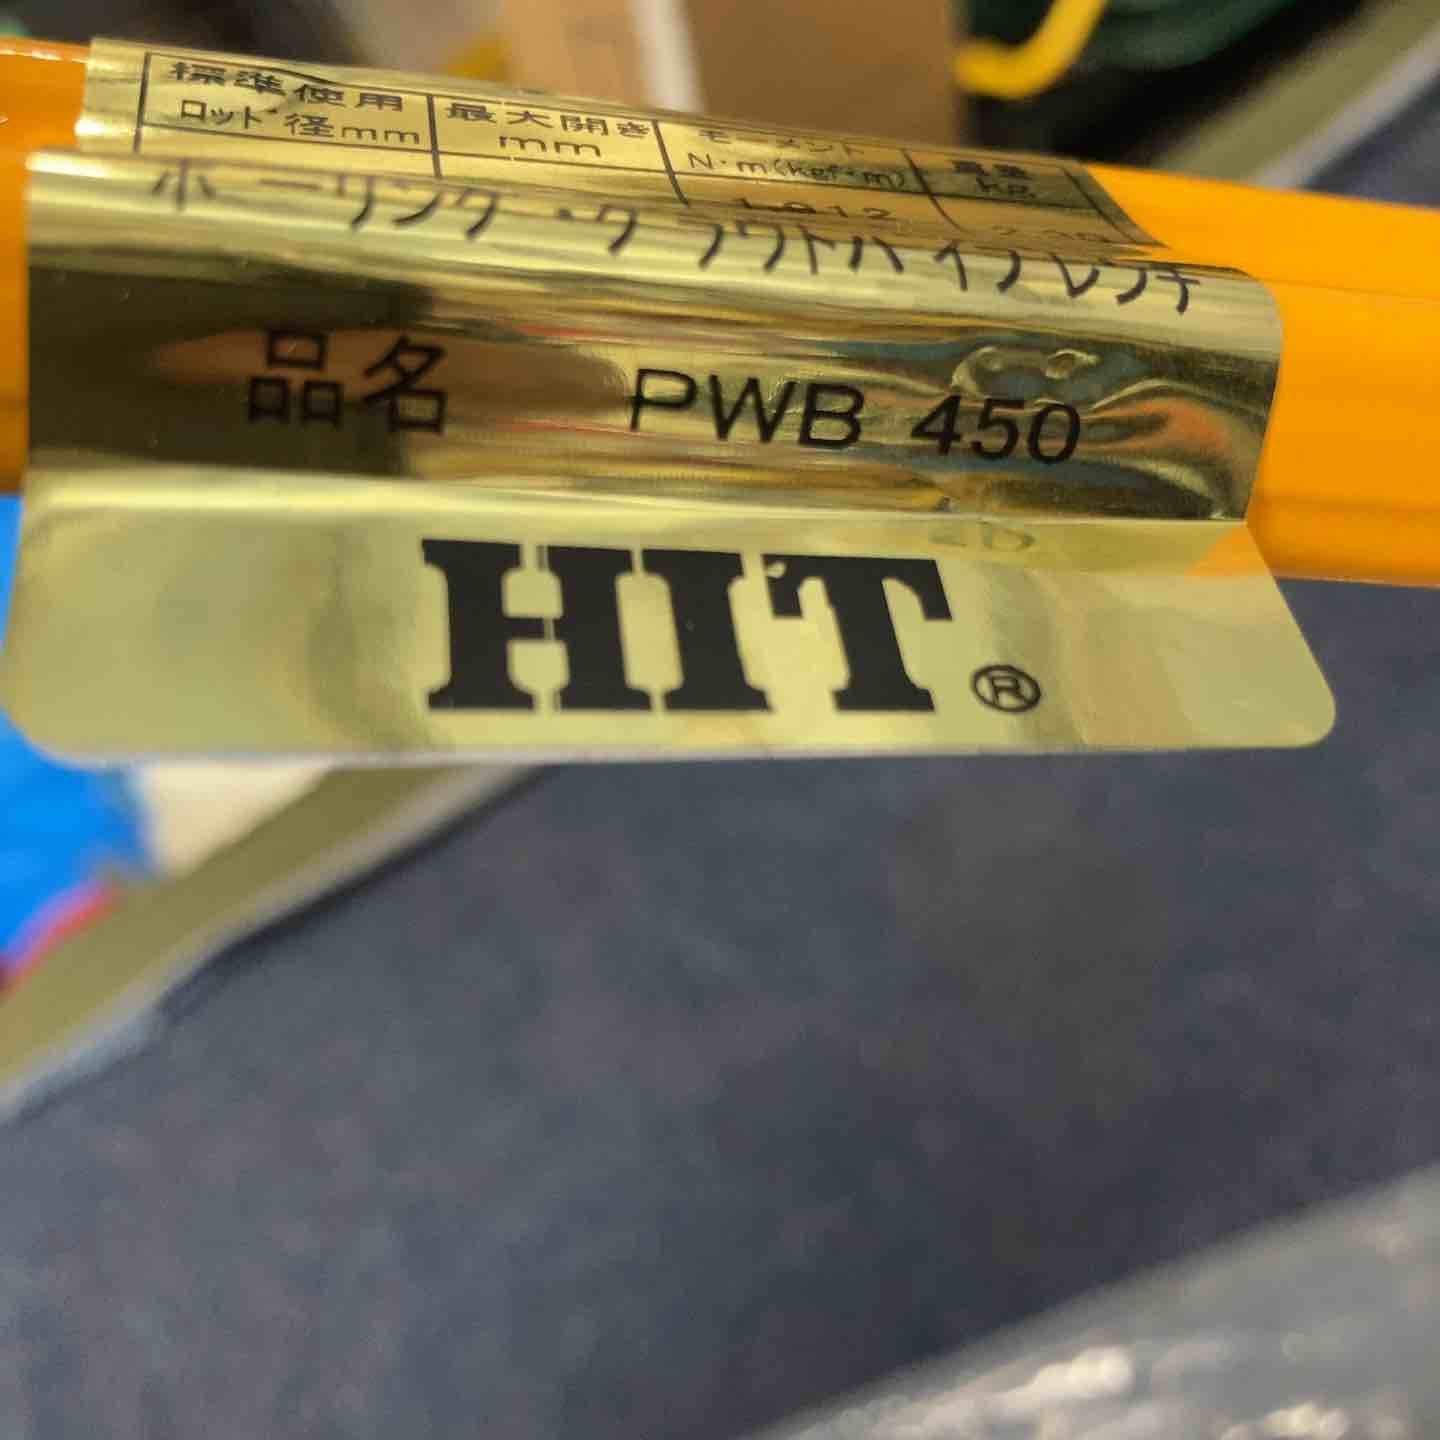 標準使用 ロット・径mm
最大開き mm
モーメント N·m(kgf·m)
重量 kg
ボーリング・グラウトパイプレンチ
品名 PWB 450
HIT®